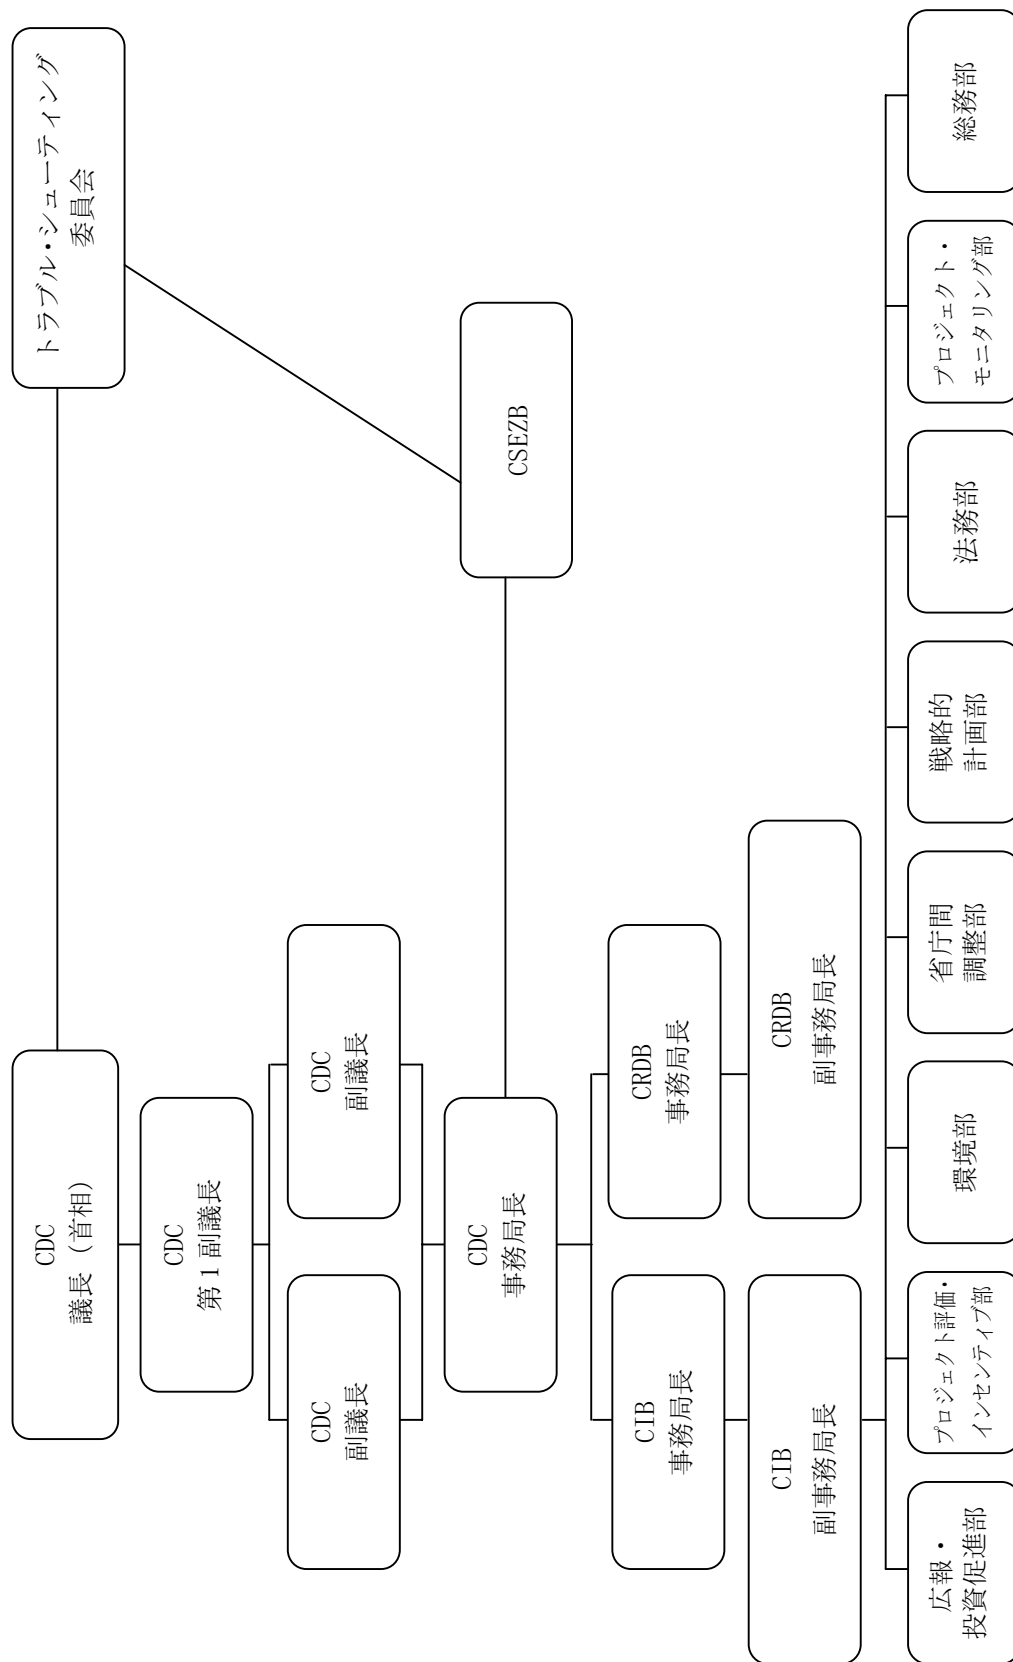 CDC
議長（首相）
トラブル・シューティング
委員会
CDC
第1副議長
CDC
副議長
CDC
副議長
CDC
事務局長
CSEZB
CIB
事務局長
CRDB
事務局長
CIB
副事務局長
CRDB
副事務局長
広報・
投資促進部
プロジェクト評価・
インセンティブ部
環境部
省庁間
調整部
戦略的
計画部
法務部
プロジェクト・
モニタリング部
総務部